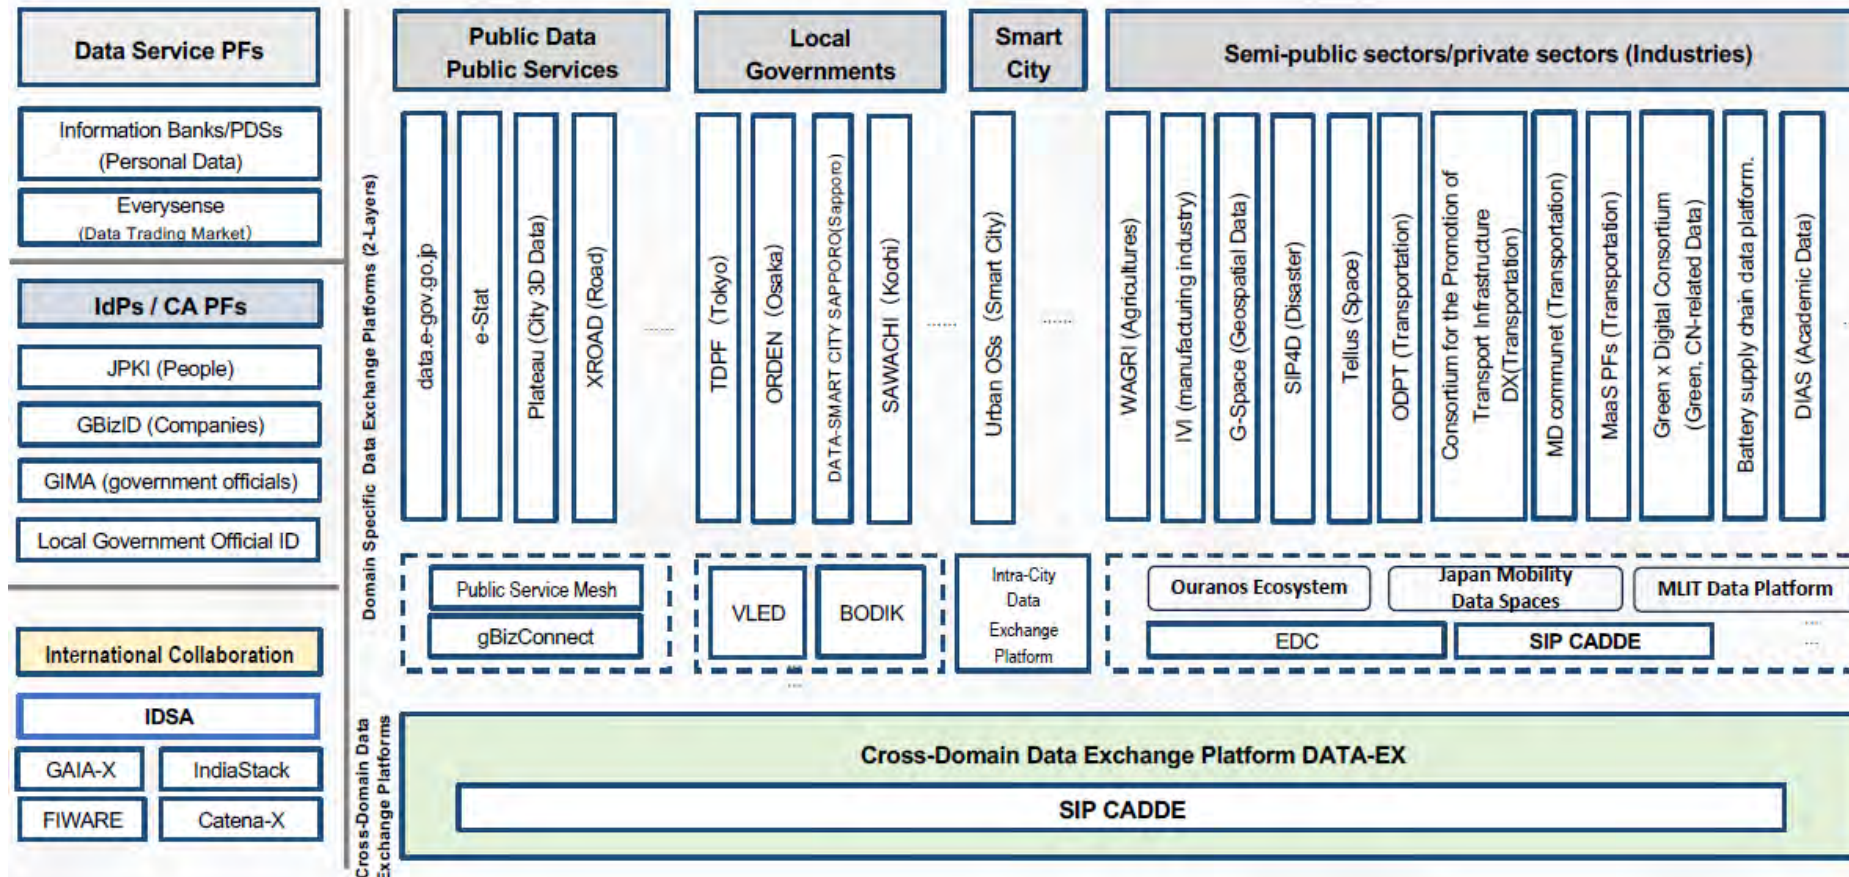 Data Service PFs
Information Banks/PDSs
(Personal Data)
Everysense
(Data Trading Market)
IdPs / CA PFs
JPKI (People)
GBizID (Companies)
GIMA (government officials)
Local Government Official ID
International Collaboration
IDSA
GAIA-X
IndiaStack
FIWARE
Catena-X
Domain Specific Data Exchange Platforms (2-Layers)
Public Data
Public Services
data.e-gov.go.jp
e-Stat
Plateau (City 3D Data)
XROAD (Road)
......
Public Service Mesh
gBizConnect
Local
Governments
TDPF (Tokyo)
ORDEN (Osaka)
DATA-SMART CITY SAPPORO(Sapporo)
SAWACHI (Kochi)
......
VLED
BODIK
...
Smart
City
Urban OSs (Smart City)
......
Intra-City
Data
Exchange
Platform
Semi-public sectors/private sectors (Industries)
WAGRI (Agricultures)
IVI (manufacturing industry)
G-Space (Geospatial Data)
SIP4D (Disaster)
Tellus (Space)
ODPT (Transportation)
Consortium for the Promotion of
Transport Infrastructure
DX(Transportation)
MD communet (Transportation)
MaaS PFs (Transportation)
Green x Digital Consortium
(Green, CN-related Data)
Battery supply chain data platform.
DIAS (Academic Data)
...
Ouranos Ecosystem
Japan Mobility
Data Spaces
MLIT Data Platform
...
EDC
SIP CADDE
...
Cross-Domain Data
Exchange Platforms
Cross-Domain Data Exchange Platform DATA-EX
SIP CADDE